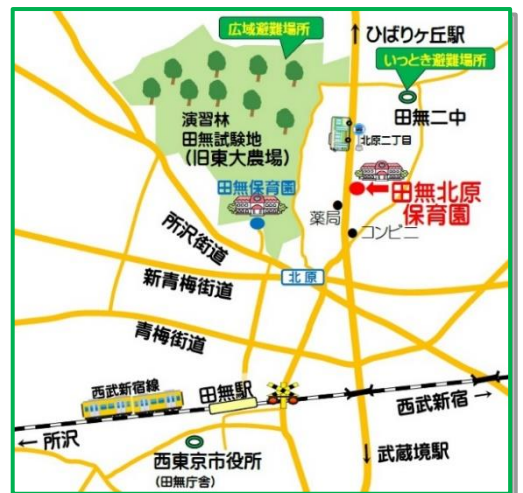 広域避難場所
↑ ひばりヶ丘駅
いっとき避難場所
田無二中
演習林
田無試験地
(旧東大農場)
北原二丁目
田無保育園
←田無北原
保育園
薬局
コンビニ
所沢街道
新青梅街道
北原
青梅街道
西武新宿線
田無駅
西武新宿 →
← 所沢
西東京市役所
(田無庁舎)
↓ 武蔵境駅